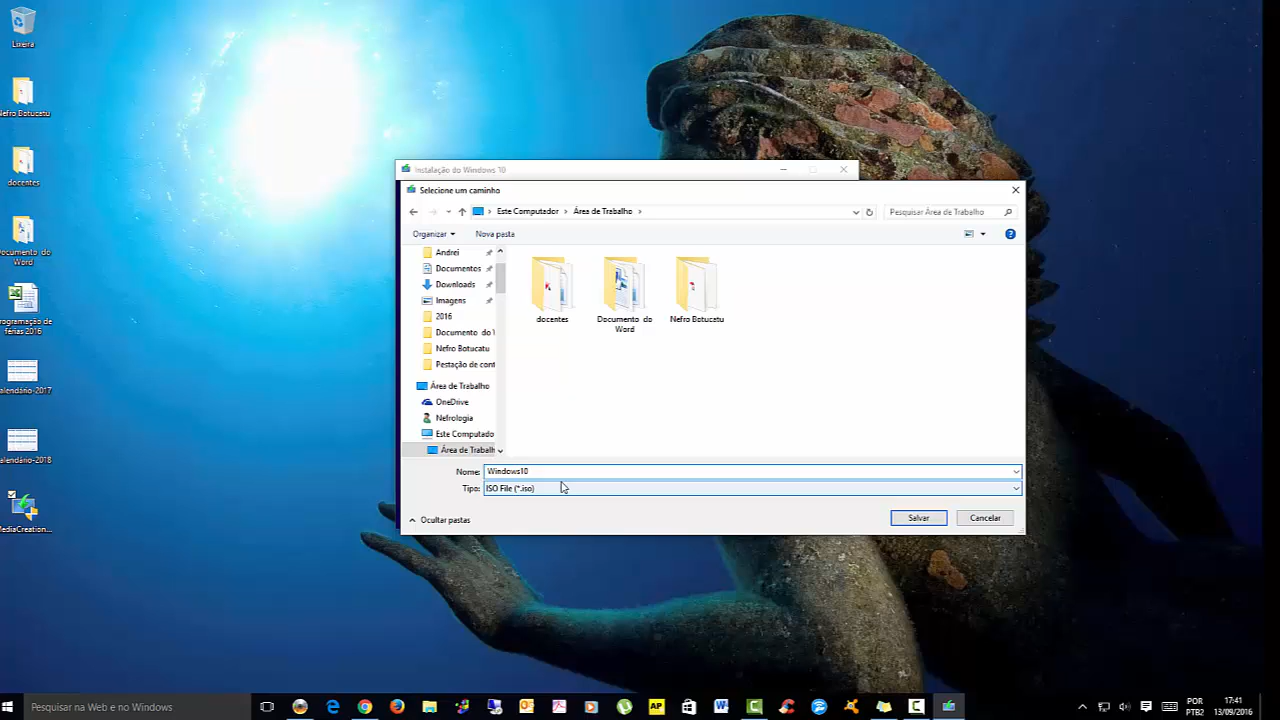 Lixeira
Nefro Botucatu
docentes
Documento do
Word
Programação de
férias 2016
calendário-2017
calendário-2018
MediaCreation...
Instalação do Windows 10
Selecione um caminho
Este Computador
Área de Trabalho
Pesquisar Área de Trabalho
Organizar
Nova pasta
Andrei
Documentos
Downloads
Imagens
2016
Documento do
Nefro Botucatu
Pestação de cont
Área de Trabalho
OneDrive
Nefrologia
Este Computado
Área de Trabalh
docentes
Documento do
Word
Nefro Botucatu
Nome: Windows10
Tipo: ISO File (*.iso)
Ocultar pastas
Salvar
Cancelar
Pesquisar na Web e no Windows
AP
POR
PTB2
17:41
13/09/2016